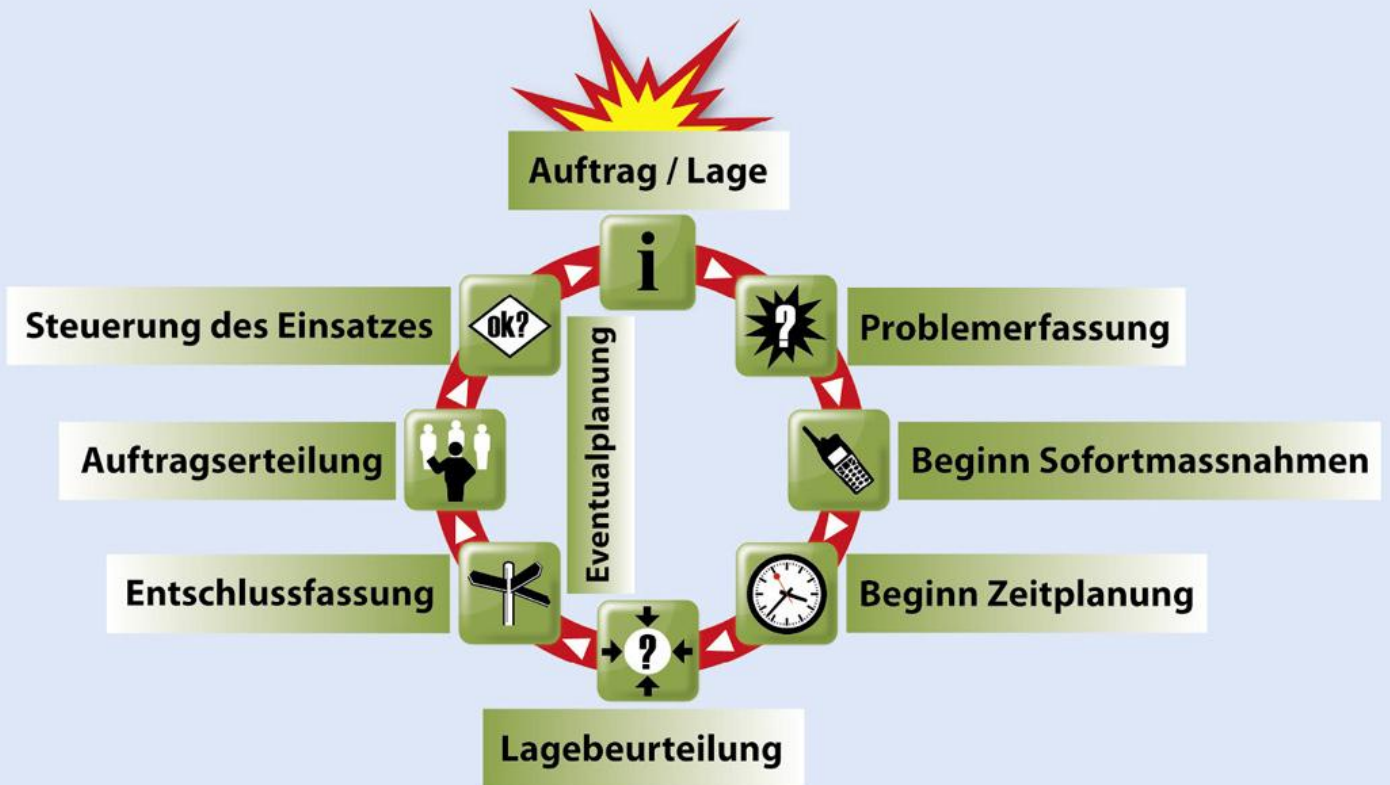 Auftrag / Lage
i
Problemerfassung
?
Beginn Sofortmassnahmen
Beginn Zeitplanung
Lagebeurteilung
?
Entschlussfassung
Auftragserteilung
Steuerung des Einsatzes
ok?
Eventualplanung